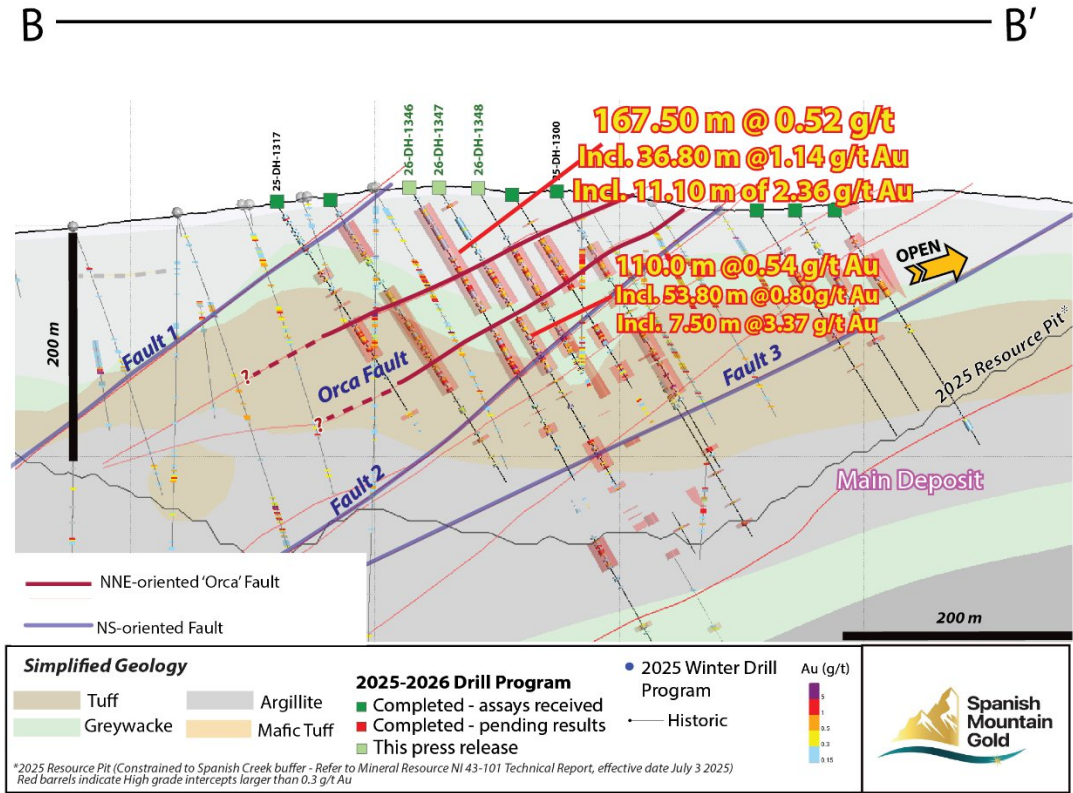 B
B'
25-DH-1317
26-DH-1346
26-DH-1347
26-DH-1348
25-DH-1300
167.50 m @ 0.52 g/t
Incl. 36.80 m @1.14 g/t Au
Incl. 11.10 m of 2.36 g/t Au
110.0 m @0.54 g/t Au
Incl. 53.80 m @0.80g/t Au
Incl. 7.50 m @3.37 g/t Au
OPEN
200 m
Fault 1
Orca Fault
?
?
Fault 2
Fault 3
2025 Resource Pit*
Main Deposit
NNE-oriented 'Orca' Fault
NS-oriented Fault
200 m
Simplified Geology
Tuff
Argillite
Greywacke
Mafic Tuff
2025-2026 Drill Program
Completed - assays received
Completed - pending results
This press release
2025 Winter Drill
Program
Historic
Au (g/t)
5
1
0.5
0.3
0.15
Spanish
Mountain
Gold
*2025 Resource Pit (Constrained to Spanish Creek buffer - Refer to Mineral Resource NI 43-101 Technical Report, effective date July 3 2025)
Red barrels indicate High grade intercepts larger than 0.3 g/t Au